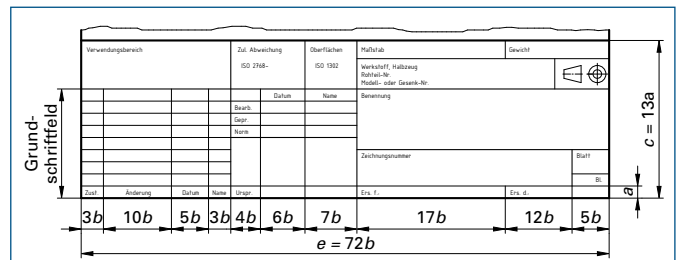 Verwendungsbereich
Zul. Abweichung
Oberflächen
Maßstab
Gewicht
ISO 2768-
ISO 1302
Werkstoff, Halbzeug
Rohteil-Nr.
Modell- oder Gesenk-Nr.
Datum
Name
Benennung
Bearb.
Gepr.
Norm
Zeichnungsnummer
Blatt
Bl.
Zust.
Änderung
Datum
Name
Urspr.
Ers. f.
Ers. d.
Grund-
schriftfeld
c = 13a
a
3b
10b
5b
3b
4b
6b
7b
17b
12b
5b
e = 72b